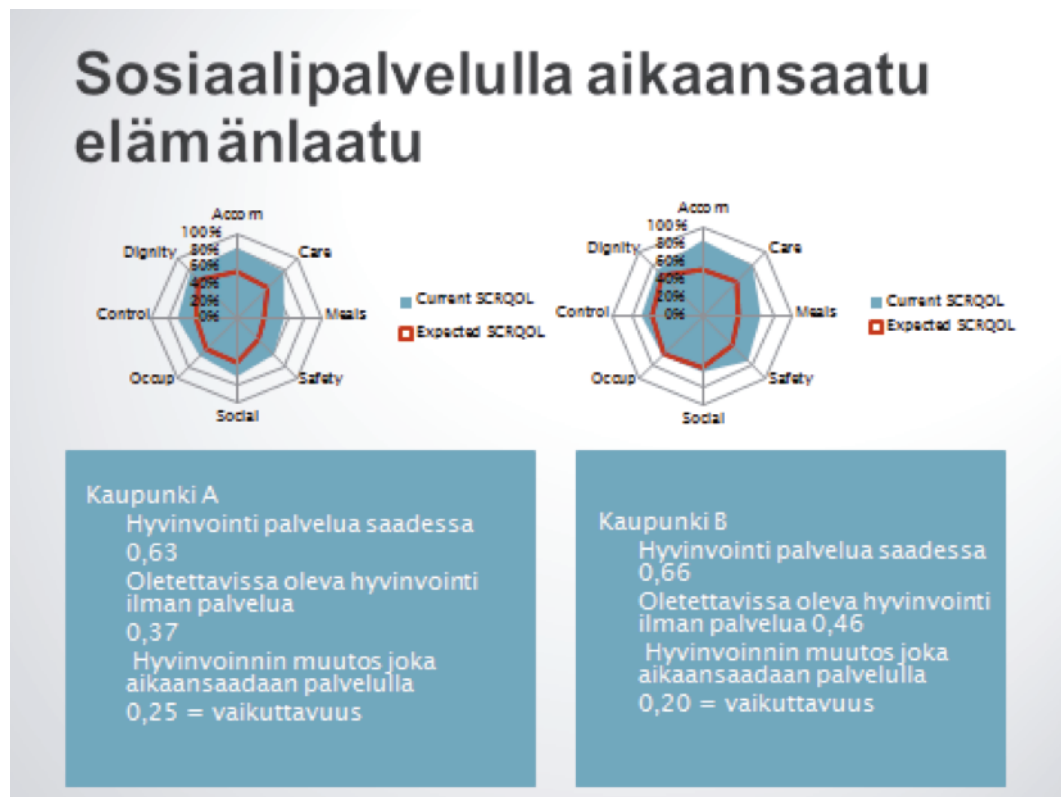 Sosiaalipalvelulla aikaansaatu
elämänlaatu
Accom
100%
80%
60%
40%
20%
0%
Dignity
Care
Control
Meals
Occup
Safety
Social
Current SCRQOL
Expected SCRQOL
Accom
100%
80%
60%
40%
20%
0%
Dignity
Care
Control
Meals
Occup
Safety
Social
Current SCRQOL
Expected SCRQOL
Kaupunki A
Hyvinvointi palvelua saadessa
0,63
Oletettavissa oleva hyvinvointi
ilman palvelua
0,37
Hyvinvoinnin muutos joka
aikaansaadaan palvelulla
0,25 = vaikuttavuus
Kaupunki B
Hyvinvointi palvelua saadessa
0,66
Oletettavissa oleva hyvinvointi
ilman palvelua 0,46
Hyvinvoinnin muutos joka
aikaansaadaan palvelulla
0,20 = vaikuttavuus